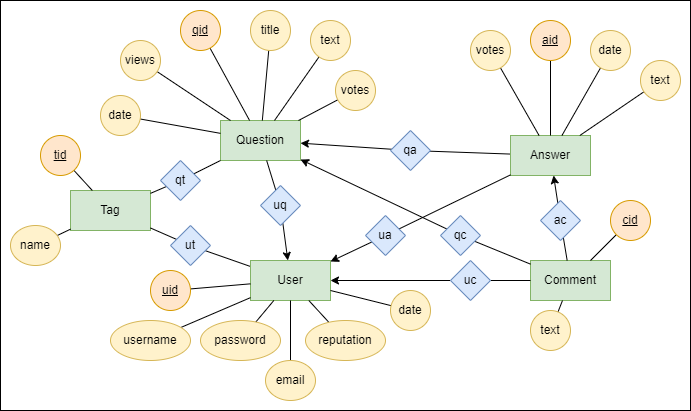 qid
title
text
views
votes
date
Question
votes
aid
date
text
Answer
tid
qt
qa
Tag
name
uq
ut
ua
qc
ac
cid
uid
User
uc
Comment
date
username
password
reputation
email
text